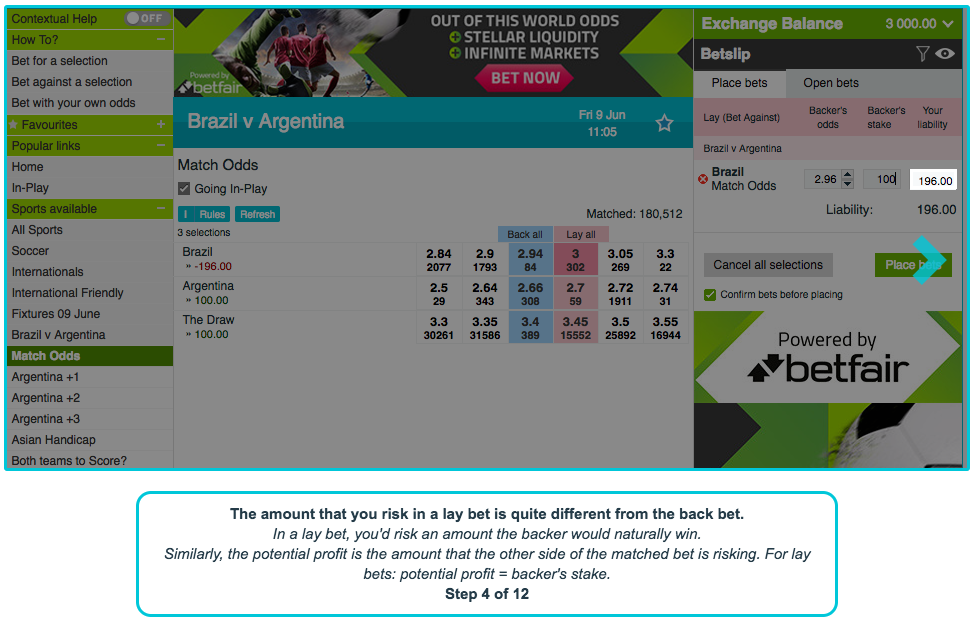 Contextual Help OFF
How To? −
Bet for a selection
Bet against a selection
Bet with your own odds
Favourites +
Popular links −
Home
In-Play
Sports available −
All Sports
Soccer
Internationals
International Friendly
Fixtures 09 June
Brazil v Argentina
Match Odds
Argentina +1
Argentina +2
Argentina +3
Asian Handicap
Both teams to Score?
OUT OF THIS WORLD ODDS
STELLAR LIQUIDITY
INFINITE MARKETS
BET NOW
Powered by
betfair
Brazil v Argentina
Fri 9 Jun
11:05
Match Odds
Going In-Play
i Rules Refresh
Matched: 180,512
3 selections
Back all Lay all
Brazil 2.84 2.9 2.94 3 3.05 3.3
» -196.00 2077 1793 84 302 269 22
Argentina 2.5 2.64 2.66 2.7 2.72 2.74
» 100.00 29 343 308 59 1911 31
The Draw 3.3 3.35 3.4 3.45 3.5 3.55
» 100.00 30261 31586 389 15552 25892 16944
Exchange Balance 3 000.00
Betslip
Place bets Open bets
Lay (Bet Against) Backer's odds Backer's stake Your liability
Brazil v Argentina
Brazil
Match Odds 2.96 100 196.00
Liability: 196.00
Cancel all selections Place bets
Confirm bets before placing
Powered by
betfair
The amount that you risk in a lay bet is quite different from the back bet.
In a lay bet, you'd risk an amount the backer would naturally win.
Similarly, the potential profit is the amount that the other side of the matched bet is risking. For lay
bets: potential profit = backer's stake.
Step 4 of 12